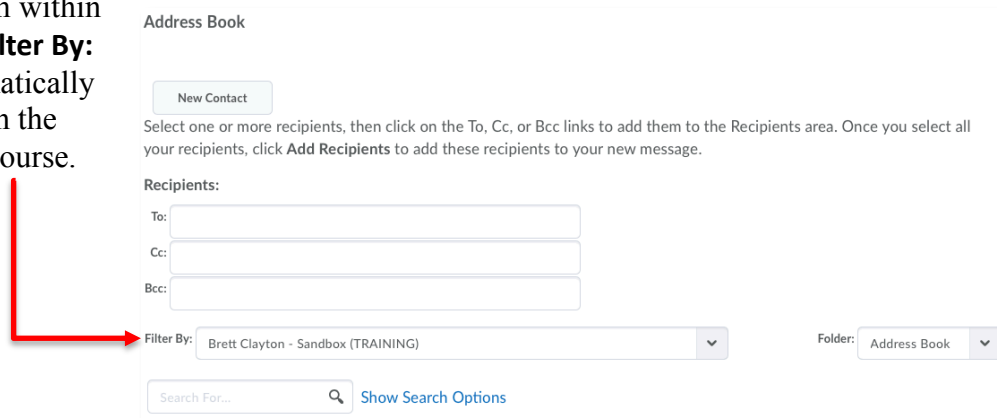 within
lter By:
atically
the
ourse.
Address Book
New Contact
Select one or more recipients, then click on the To, Cc, or Bcc links to add them to the Recipients area. Once you select all
your recipients, click Add Recipients to add these recipients to your new message.
Recipients:
To:
Cc:
Bcc:
Filter By: Brett Clayton - Sandbox (TRAINING) Folder: Address Book
Search For... Show Search Options